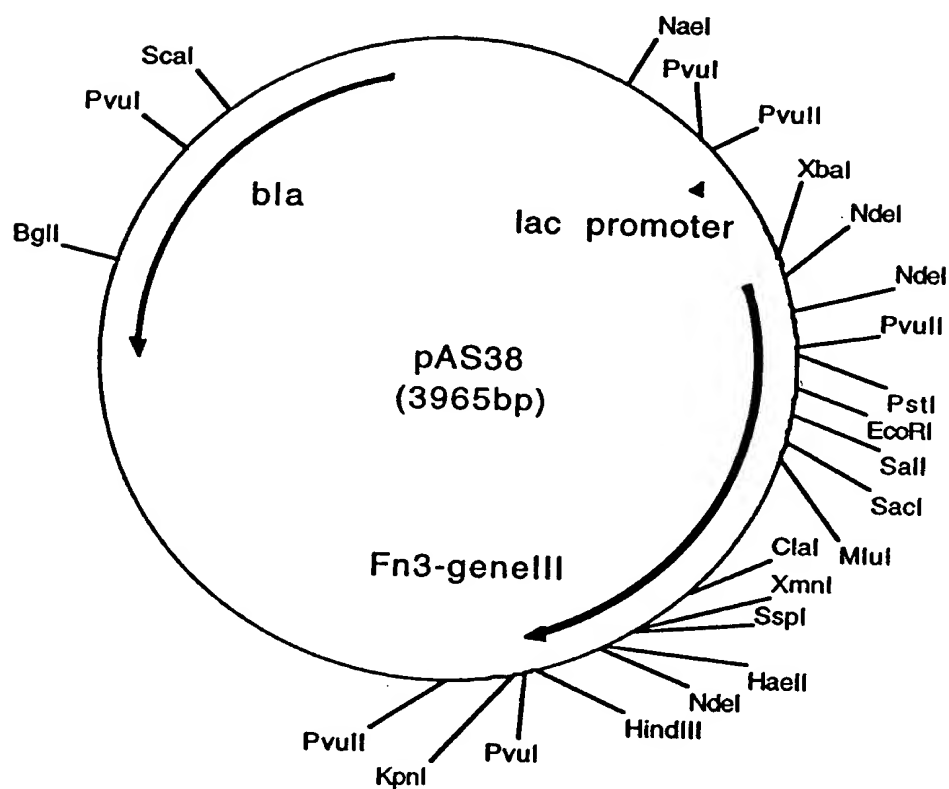 NaeI
ScaI
PvuI
PvuI
PvuII
XbaI
bla
NdeI
lac promoter
BglI
NdeI
PvuII
pAS38
(3965bp)
PstI
EcoRI
SalI
SacI
ClaI
MluI
Fn3-geneIII
XmnI
SspI
HaeII
NdeI
HindIII
PvuII
PvuI
KpnI